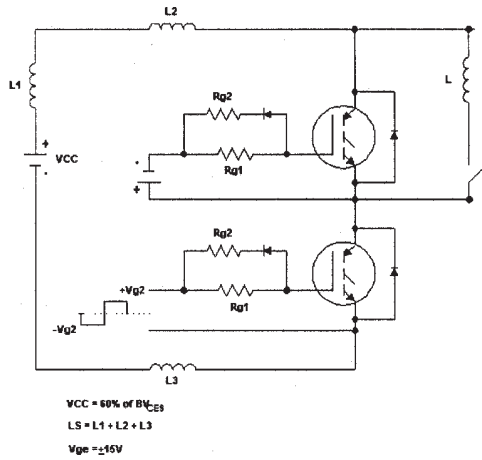 L2
L1
Rg2
L
+
VCC
-
-
+
Rg1
Rg2
+Vg2
Rg1
-Vg2
L3
VCC = 60% of BVCES
LS = L1 + L2 + L3
Vge = ±15V